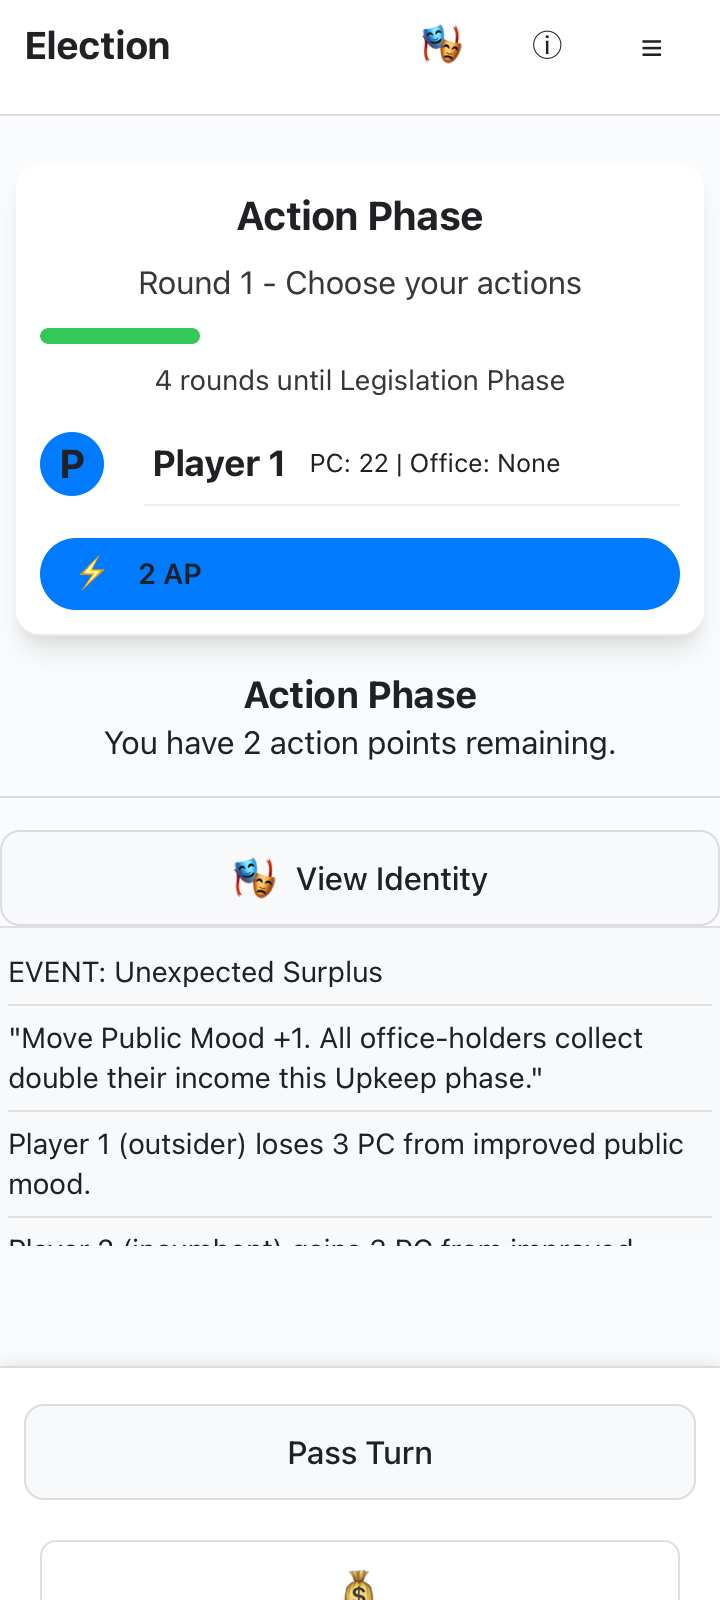 Election
Action Phase
Round 1 - Choose your actions
4 rounds until Legislation Phase
P
Player 1 PC: 22 | Office: None
2 AP
Action Phase
You have 2 action points remaining.
View Identity
EVENT: Unexpected Surplus
"Move Public Mood +1. All office-holders collect
double their income this Upkeep phase."
Player 1 (outsider) loses 3 PC from improved public
mood.
Pass Turn